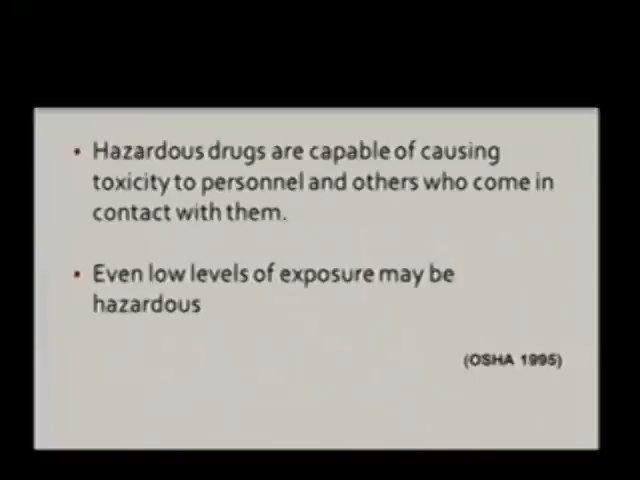 • Hazardous drugs are capable of causing
toxicity to personnel and others who come in
contact with them.
• Even low levels of exposure may be
hazardous
(OSHA 1995)